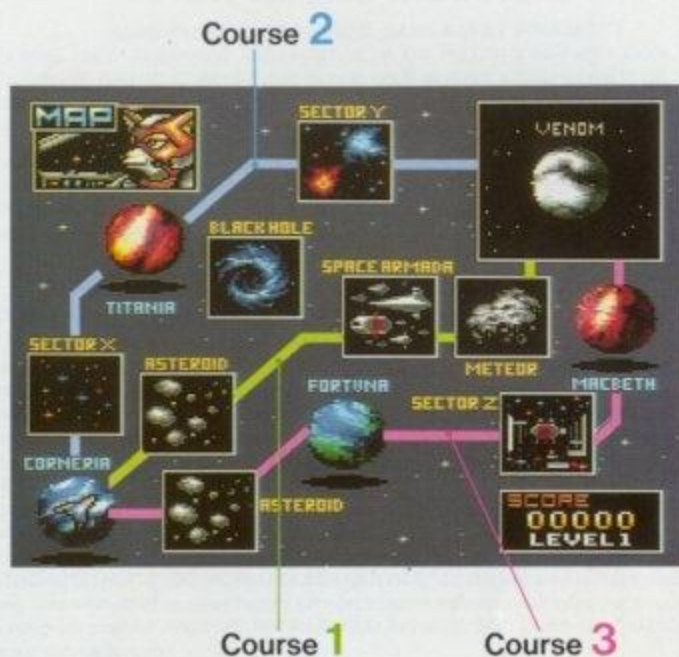 Course 2
MAP
SECTOR Y
VENOM
BLACK HOLE
SPACE ARMADA
TITANIA
SECTOR X
ASTEROID
METEOR
MACBETH
FORTUNA
SECTOR Z
CORNERIA
ASTEROID
SCORE
00000
LEVEL 1
Course 1
Course 3